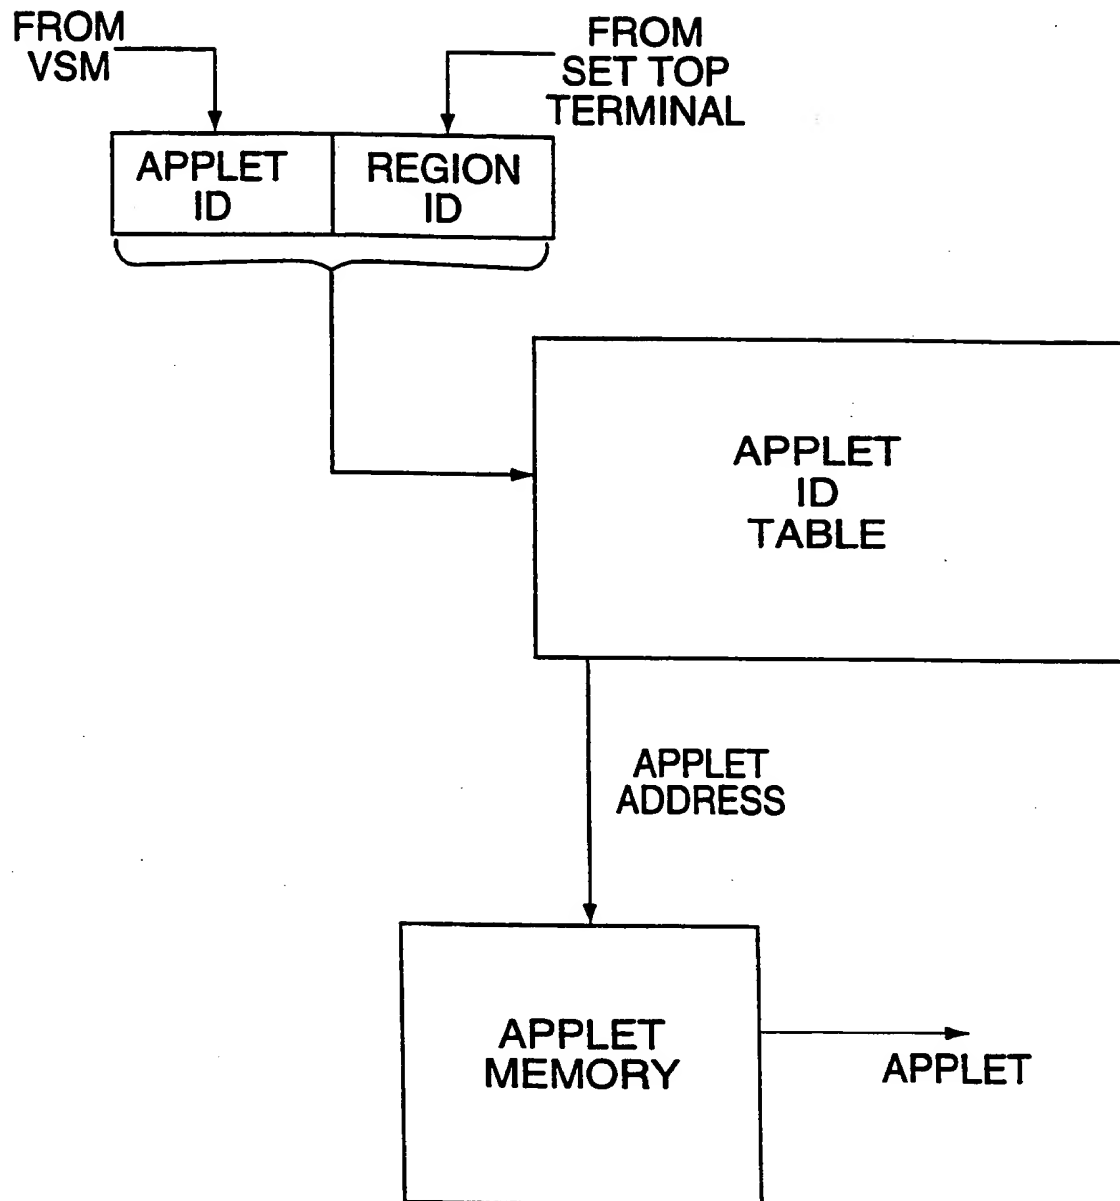 FROM
VSM
FROM
SET TOP
TERMINAL
APPLET
ID
REGION
ID
APPLET
ID
TABLE
APPLET
ADDRESS
APPLET
MEMORY
APPLET